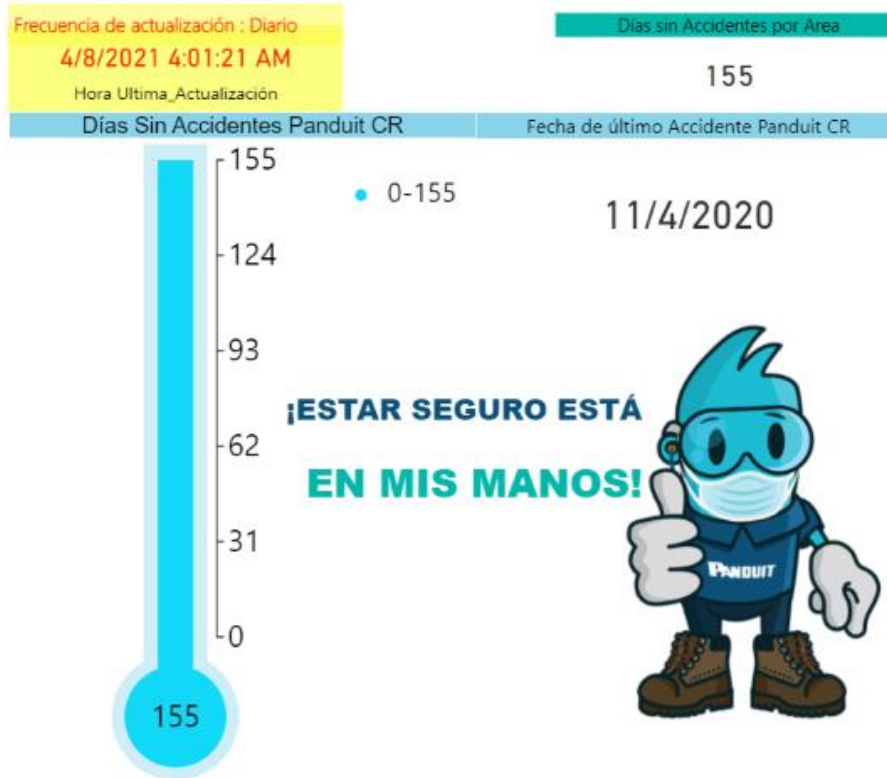 Frecuencia de actualización : Diario
4/8/2021 4:01:21 AM
Hora Ultima_Actualización
Días sin Accidentes por Area
155
Días Sin Accidentes Panduit CR
Fecha de último Accidente Panduit CR
155
124
93
62
31
0
155
0-155
11/4/2020
¡ESTAR SEGURO ESTÁ
EN MIS MANOS!
PANDUIT